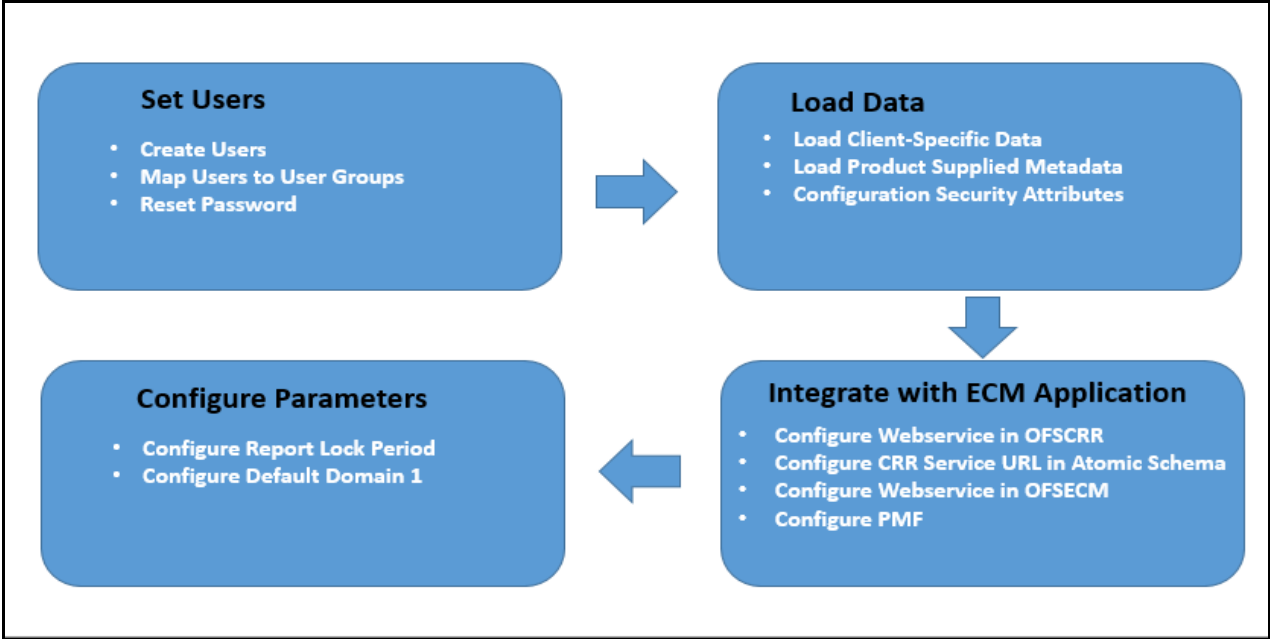 Set Users
• Create Users
• Map Users to User Groups
• Reset Password
Load Data
• Load Client-Specific Data
• Load Product Supplied Metadata
• Configuration Security Attributes
Integrate with ECM Application
• Configure Webservice in OFSCRR
• Configure CRR Service URL in Atomic Schema
• Configure Webservice in OFSECM
• Configure PMF
Configure Parameters
• Configure Report Lock Period
• Configure Default Domain 1